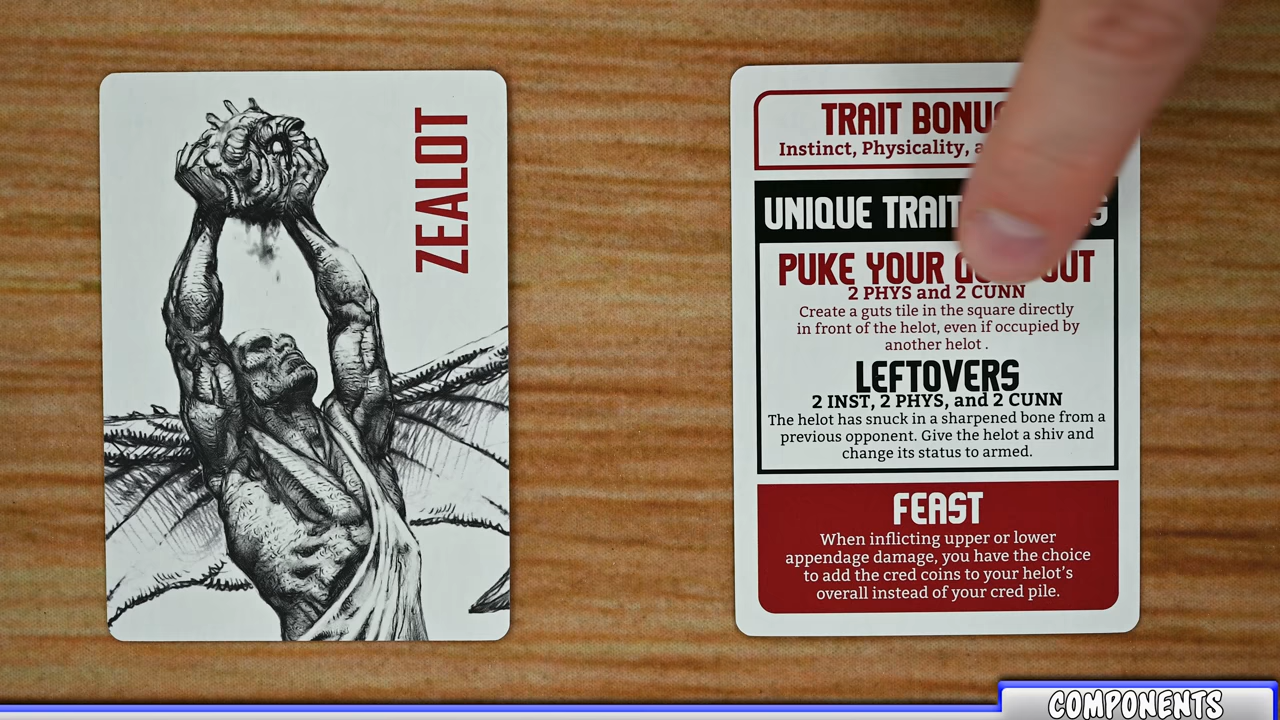 ZEALOT
TRAIT
Instinct, Physicality,
UNIQUE
PUKE YOUR OUT
2 PHYS and 2 CUNN
Create a guts tile in the square directly
in front of the helot, even if occupied by
another helot .
LEFTOVERS
2 INST, 2 PHYS, and 2 CUNN
The helot has snuck in a sharpened bone from a
previous opponent. Give the helot a shiv and
change its status to armed.
FEAST
When inflicting upper or lower
appendage damage, you have the choice
to add the cred coins to your helot's
overall instead of your cred pile.
COMPONENTS